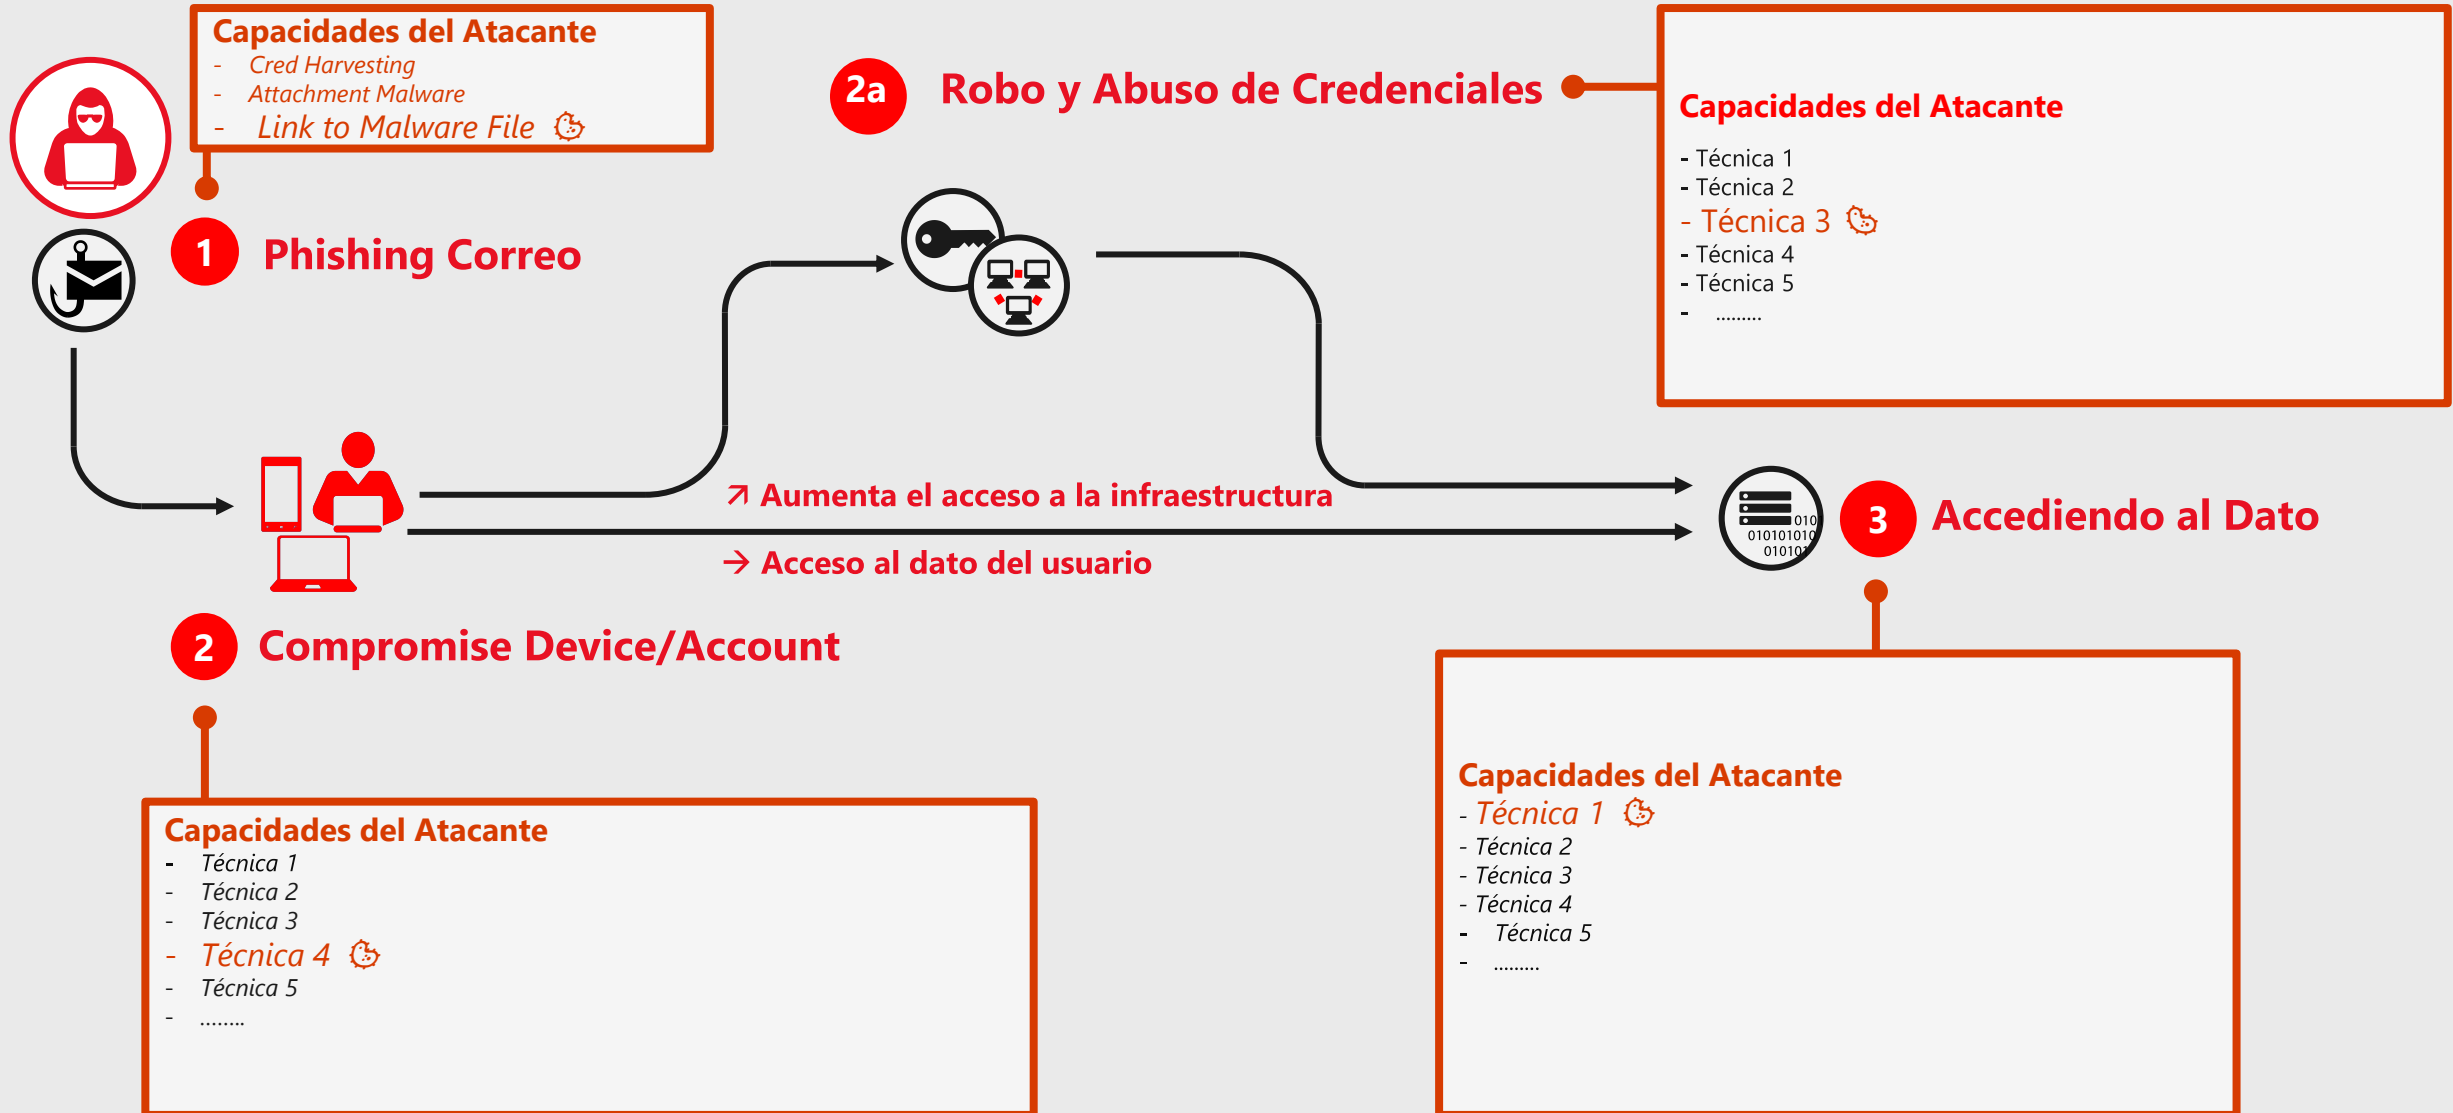 Capacidades del Atacante
- Cred Harvesting
- Attachment Malware
- Link to Malware File
1 Phishing Correo
2a Robo y Abuso de Credenciales
Capacidades del Atacante
- Técnica 1
- Técnica 2
- Técnica 3
- Técnica 4
- Técnica 5
- .........
Aumenta el acceso a la infraestructura
→ Acceso al dato del usuario
010
010101010
010101
3 Accediendo al Dato
2 Compromise Device/Account
Capacidades del Atacante
- Técnica 1
- Técnica 2
- Técnica 3
- Técnica 4
- Técnica 5
- ........
Capacidades del Atacante
- Técnica 1
- Técnica 2
- Técnica 3
- Técnica 4
- Técnica 5
- .........